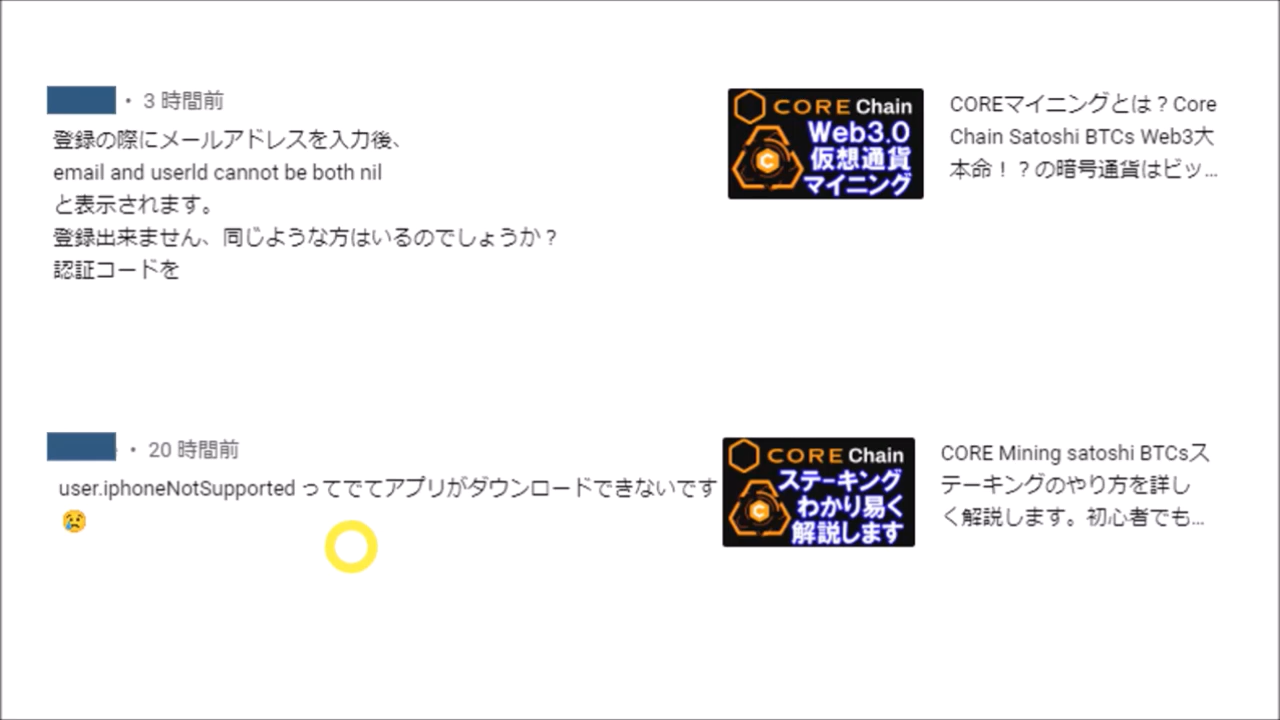 ・ 3 時間前
登録の際にメールアドレスを入力後、
email and userId cannot be both nil
と表示されます。
登録出来ません、同じような方はいるのでしょうか？
認証コードを
CORE Chain
Web3.0
仮想通貨
マイニング
COREマイニングとは？Core
Chain Satoshi BTCs Web3大
本命！？の暗号通貨はビッ...
・ 20 時間前
user.iphoneNotSupported ってでてアプリがダウンロードできないです
😢
CORE Chain
ステーキング
わかり易く
解説します
CORE Mining satoshi BTCsス
テーキングのやり方を詳し
く解説します。初心者でも...